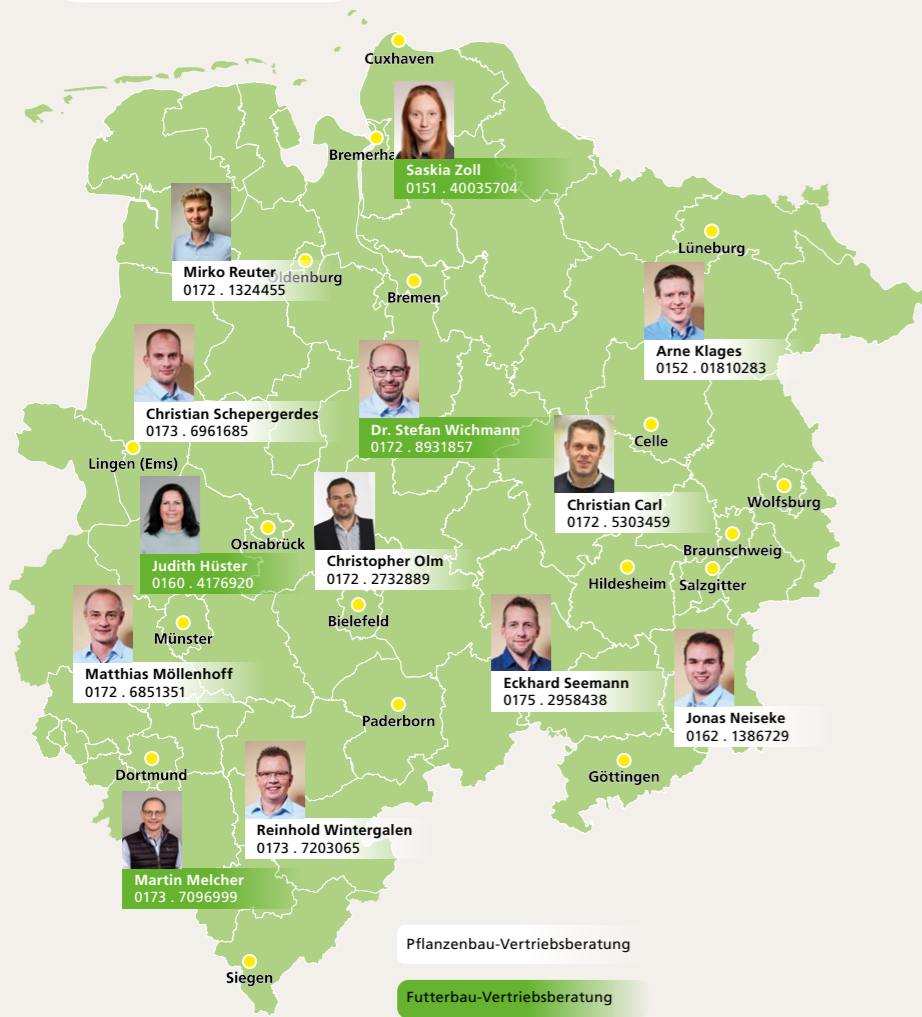 Cuxhaven
Bremerha
Saskia Zoll
0151 . 40035704
Lüneburg
Mirko Reuter
0172 . 1324455
Oldenburg
Bremen
Arne Klages
0152 . 01810283
Christian Schepergerdes
0173 . 6961685
Dr. Stefan Wichmann
0172 . 8931857
Celle
Lingen (Ems)
Christian Carl
0172 . 5303459
Wolfsburg
Osnabrück
Braunschweig
Judith Hüster
0160 . 4176920
Christopher Olm
0172 . 2732889
Hildesheim
Salzgitter
Bielefeld
Münster
Matthias Möllenhoff
0172 . 6851351
Eckhard Seemann
0175 . 2958438
Jonas Neiseke
0162 . 1386729
Paderborn
Dortmund
Göttingen
Reinhold Wintergalen
0173 . 7203065
Martin Melcher
0173 . 7096999
Siegen
Pflanzenbau-Vertriebsberatung
Futterbau-Vertriebsberatung